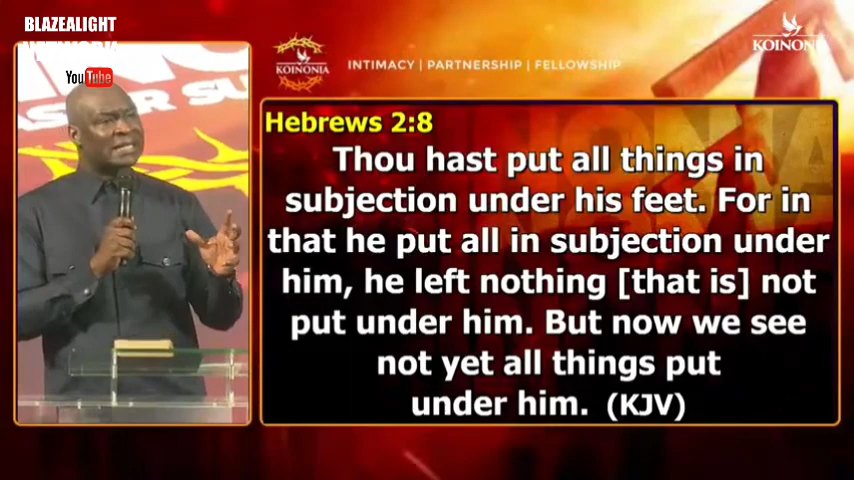 BLAZEALIGHT
NETWORK
YouTube
KOINONIA
INTIMACY | PARTNERSHIP | FELLOWSHIP
KOINONIA
Hebrews 2:8
Thou hast put all things in
subjection under his feet. For in
that he put all in subjection under
him, he left nothing [that is] not
put under him. But now we see
not yet all things put
under him. (KJV)